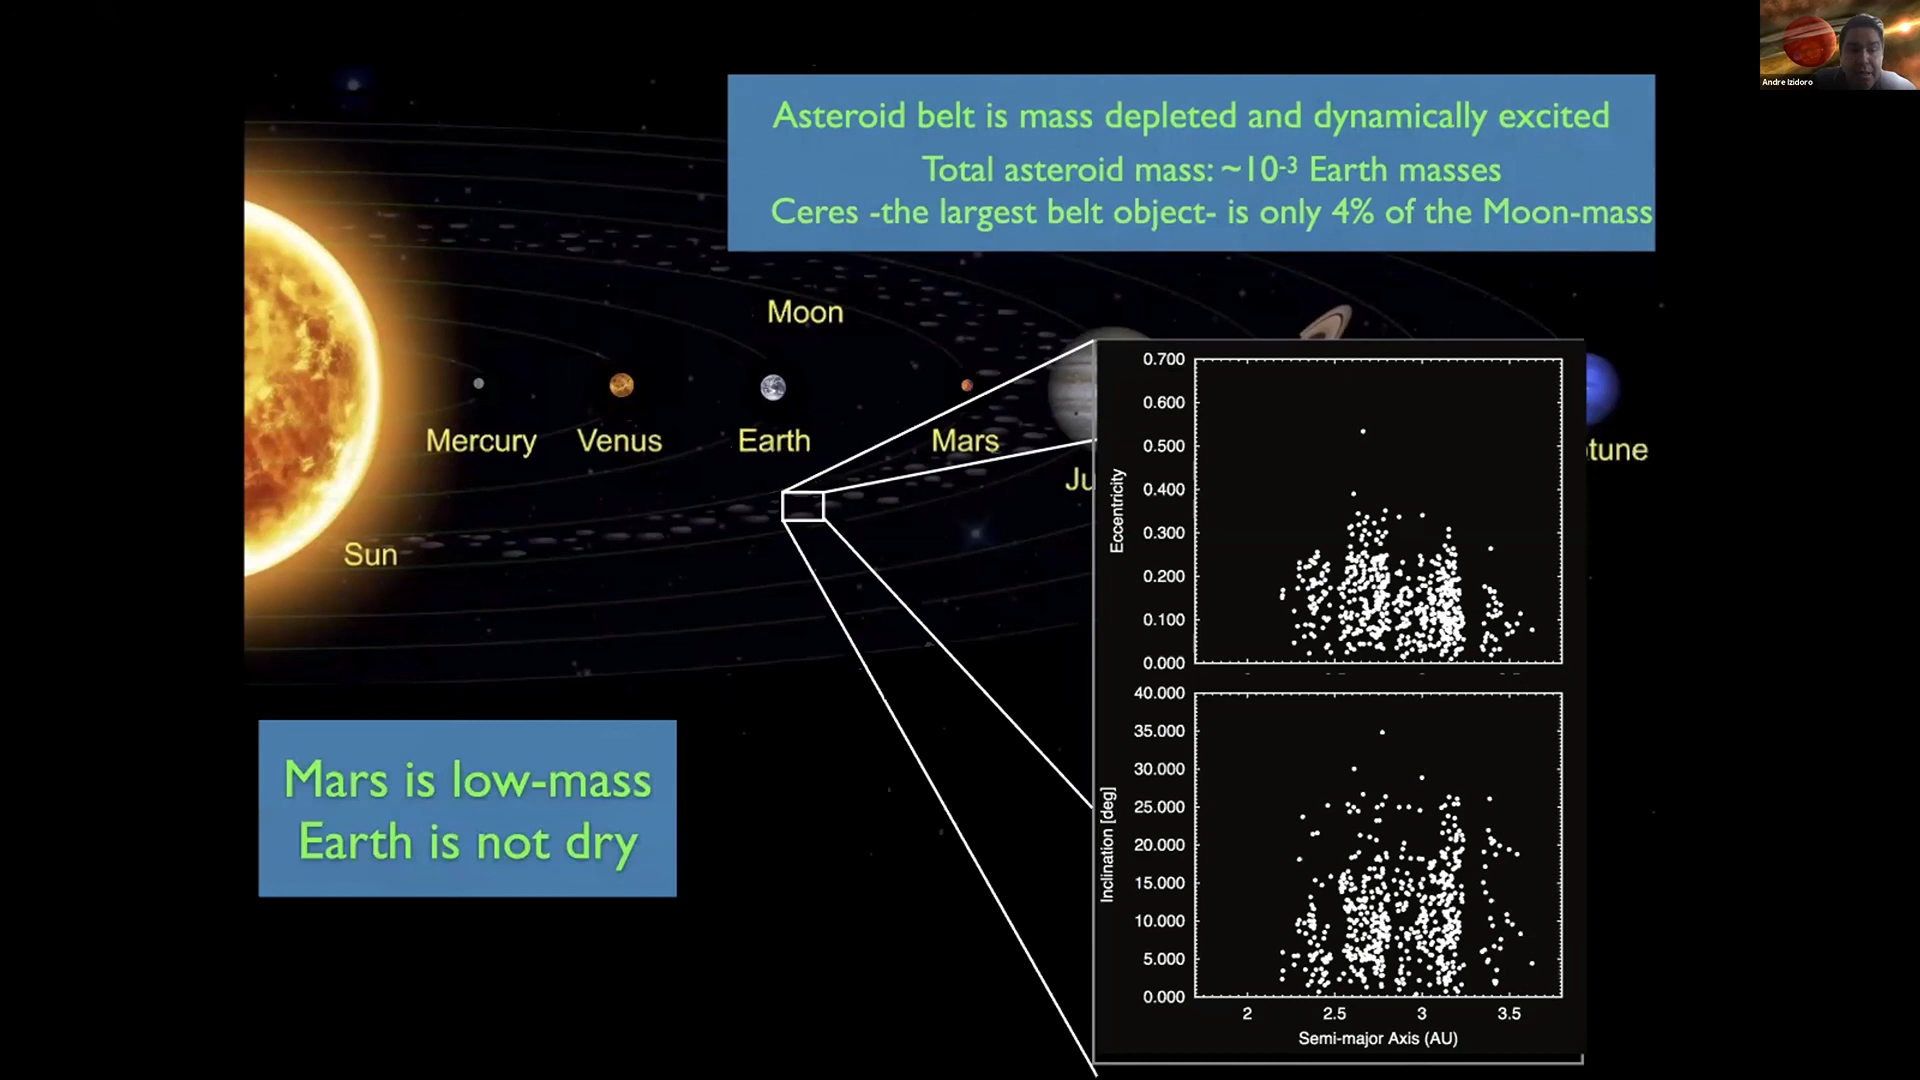 Andre Izidoro
Asteroid belt is mass depleted and dynamically excited
Total asteroid mass: ~10-3 Earth masses
Ceres -the largest belt object- is only 4% of the Moon-mass
Moon
Mercury
Venus
Earth
Mars
Ju
tune
Sun
Mars is low-mass
Earth is not dry
0.700
0.600
0.500
0.400
0.300
0.200
0.100
0.000
Eccentricity
40.000
35.000
30.000
25.000
20.000
15.000
10.000
5.000
0.000
Inclination [deg]
2 2.5 3 3.5
Semi-major Axis (AU)